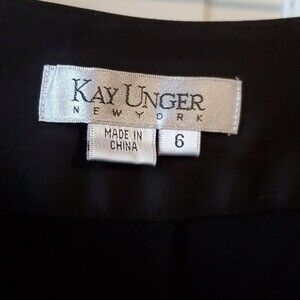 KAY UNGER
NEW YORK
MADE IN
CHINA
6